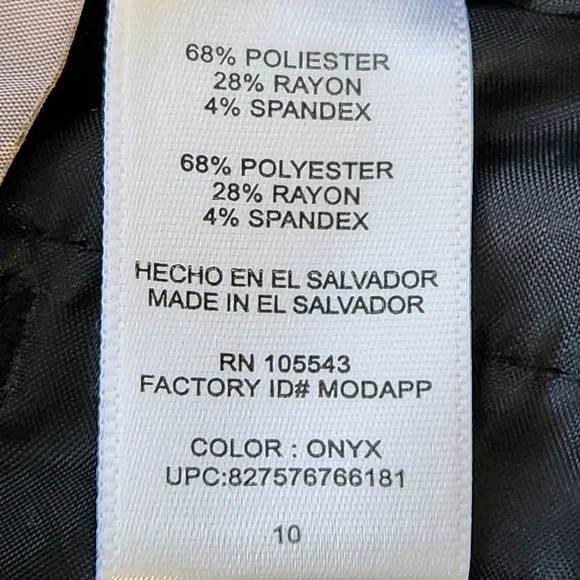 68% POLIESTER
28% RAYON
4% SPANDEX
68% POLYESTER
28% RAYON
4% SPANDEX
HECHO EN EL SALVADOR
MADE IN EL SALVADOR
RN 105543
FACTORY ID# MODAPP
COLOR : ONYX
UPC:827576766181
10